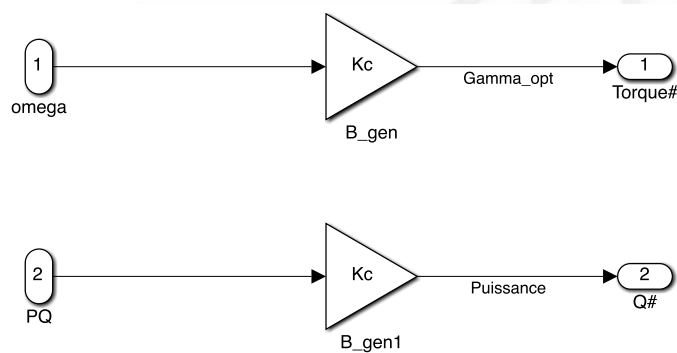 1
omega
Kc
B_gen
Gamma_opt
1
Torque#
2
PQ
Kc
B_gen1
Puissance
2
Q#